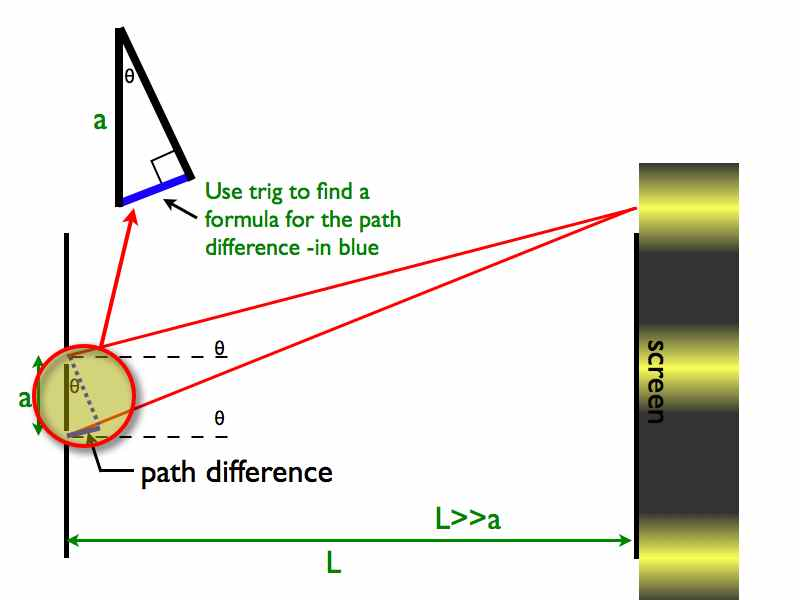 θ
a
Use trig to find a
formula for the path
difference -in blue
θ
screen
a
θ
θ
path difference
L>>a
L